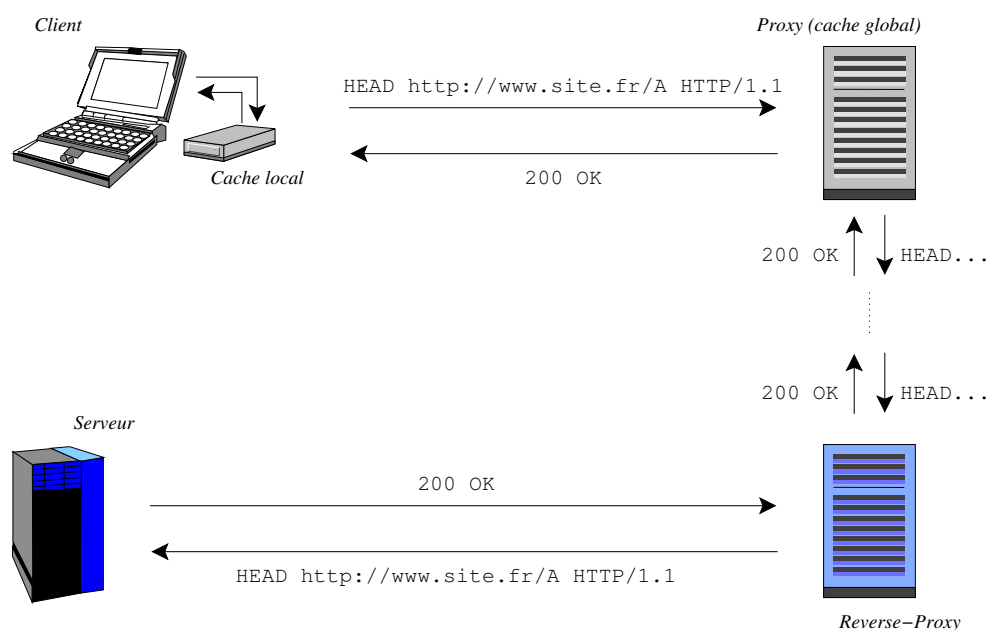 Client
Proxy (cache global)
HEAD http://www.site.fr/A HTTP/1.1
200 OK
Cache local
200 OK
HEAD...
200 OK
HEAD...
Serveur
200 OK
HEAD http://www.site.fr/A HTTP/1.1
Reverse−Proxy